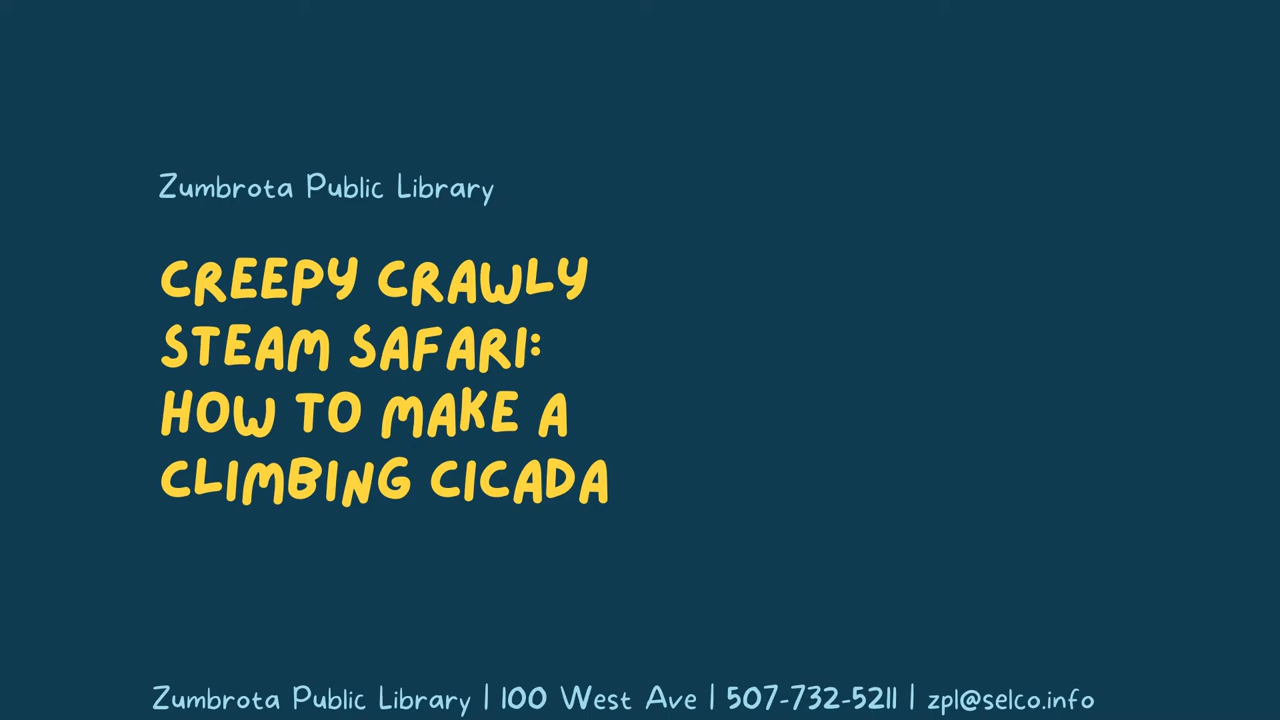 Zumbrota Public Library
CREEPY CRAWLY
STEAM SAFARI:
HOW TO MAKE A
CLIMBING CICADA
Zumbrota Public Library | 100 West Ave | 507-732-5211 | zpl@selco.info